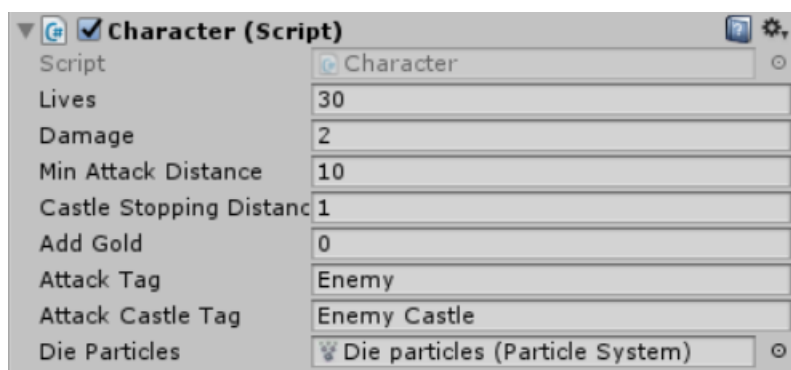 Character (Script)
Script Character
Lives 30
Damage 2
Min Attack Distance 10
Castle Stopping Distanc 1
Add Gold 0
Attack Tag Enemy
Attack Castle Tag Enemy Castle
Die Particles Die particles (Particle System)